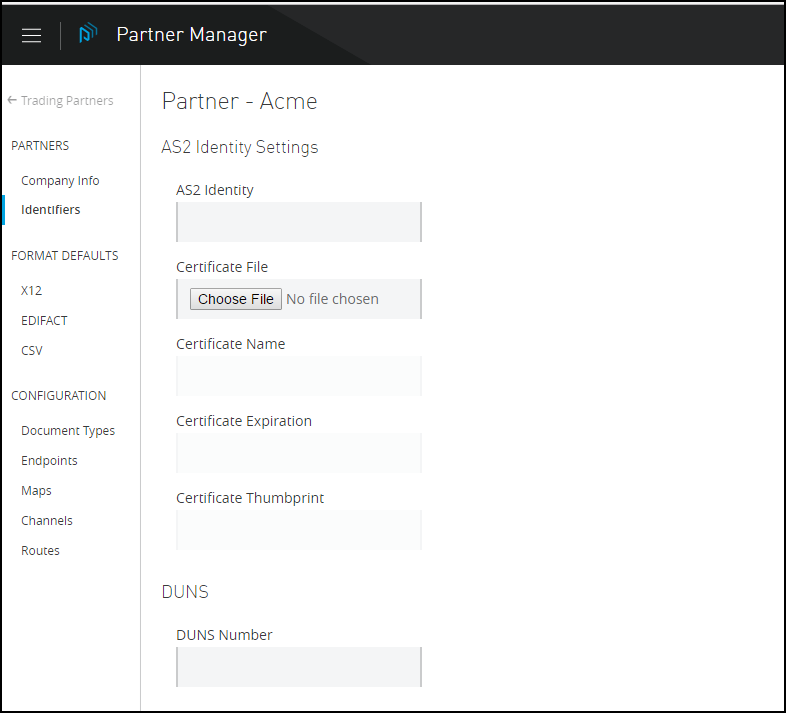 Partner Manager
← Trading Partners
PARTNERS
Company Info
Identifiers
FORMAT DEFAULTS
X12
EDIFACT
CSV
CONFIGURATION
Document Types
Endpoints
Maps
Channels
Routes
Partner - Acme
AS2 Identity Settings
AS2 Identity
Certificate File
Choose File No file chosen
Certificate Name
Certificate Expiration
Certificate Thumbprint
DUNS
DUNS Number